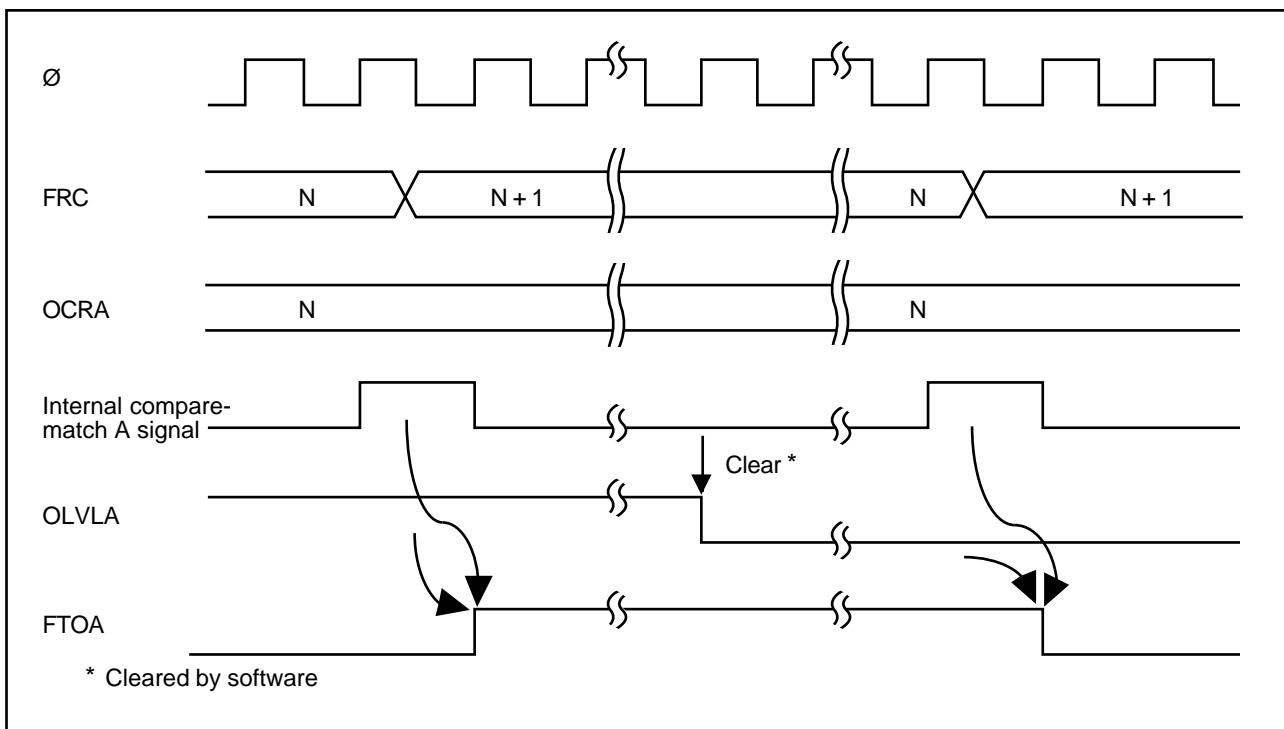 Ø
FRC
N
N + 1
N
N + 1
OCRA
N
N
Internal compare-
match A signal
Clear *
OLVLA
FTOA
* Cleared by software